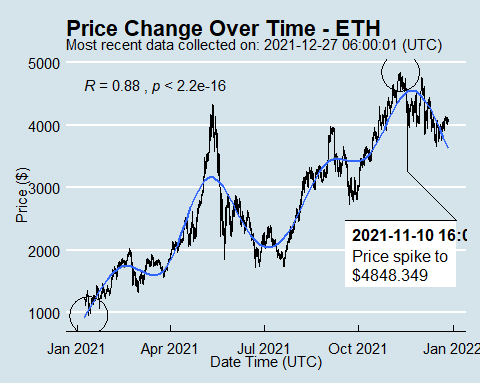 Price Change Over Time - ETH
Most recent data collected on: 2021-12-27 06:00:01 (UTC)
R = 0.88 , p < 2.2e-16
Price ($)
5000
4000
3000
2000
1000
2021-11-10 16:0
Price spike to
$4848.349
Jan 2021
Apr 2021
Jul 2021
Oct 2021
Jan 2022
Date Time (UTC)